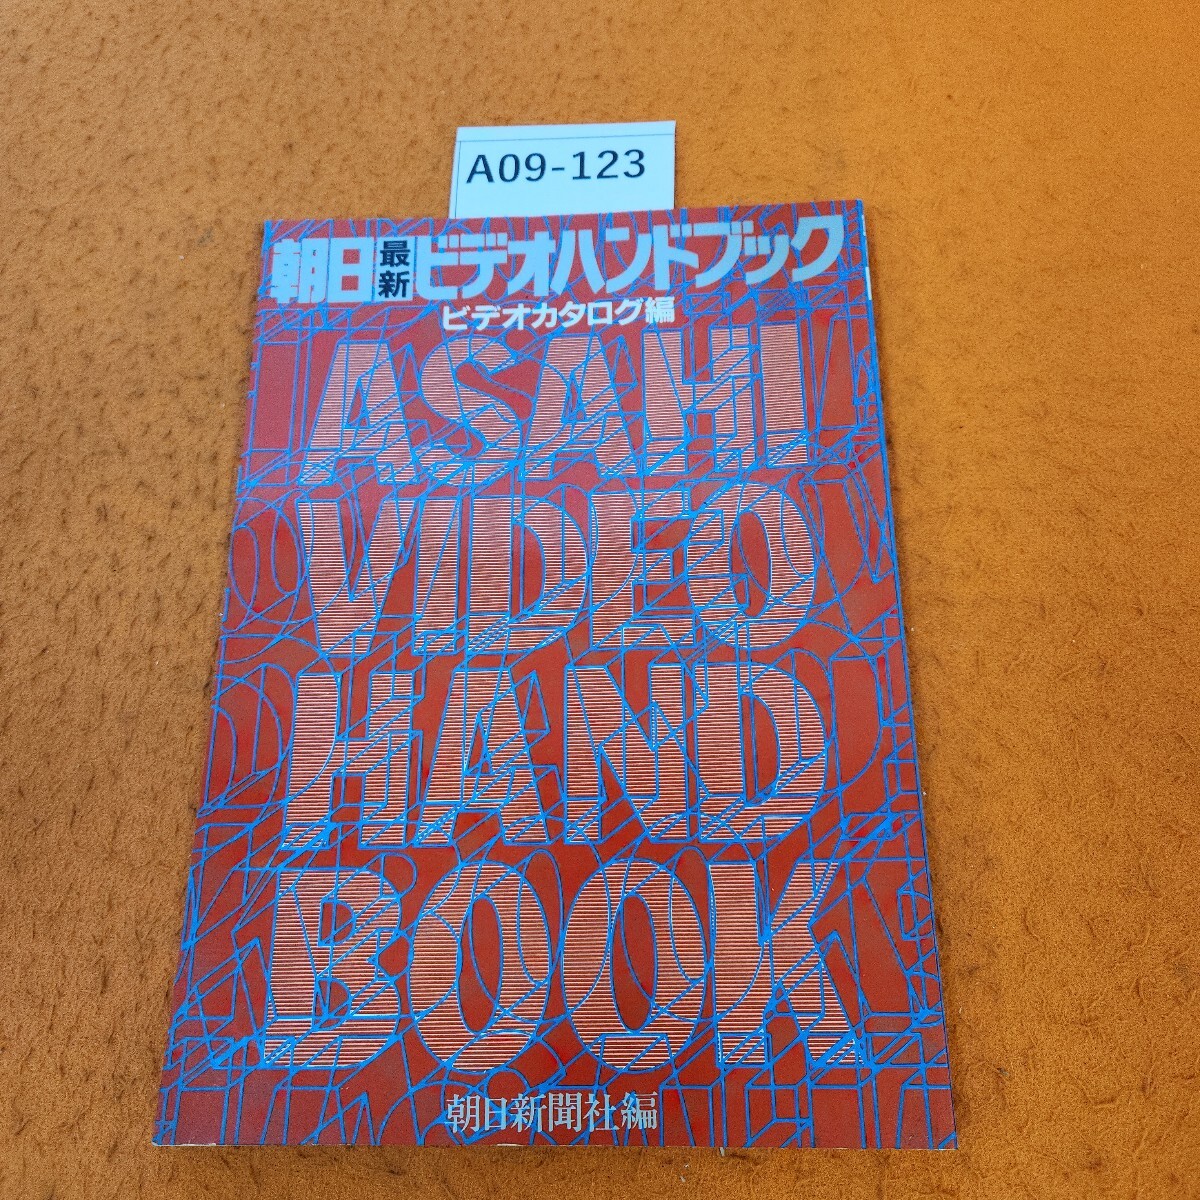 A09-123
朝日最新ビデオハンドブック
ビデオカタログ編
ASAHI
VIDEO
HAND
BOOK
朝日新聞社編